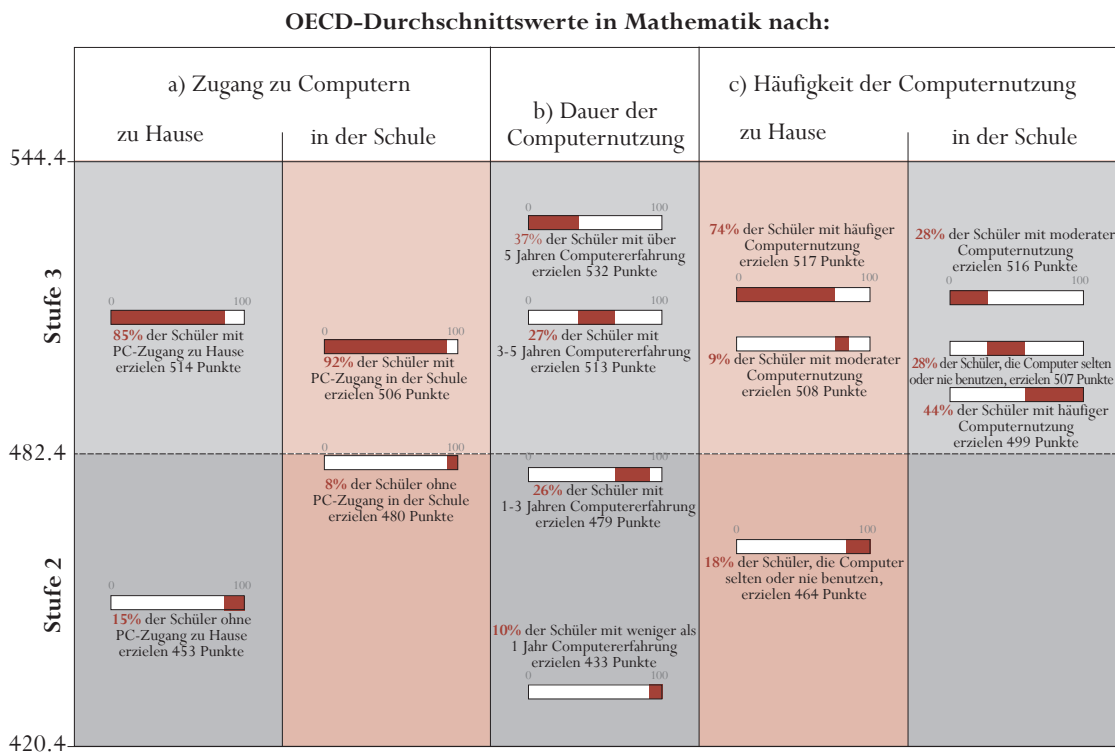 OECD-Durchschnittswerte in Mathematik nach:
a) Zugang zu Computern
zu Hause
in der Schule
b) Dauer der
Computernutzung
c) Häufigkeit der Computernutzung
zu Hause
in der Schule
544.4
482.4
420.4
Stufe 3
Stufe 2
0 100
85% der Schüler mit
PC-Zugang zu Hause
erzielen 514 Punkte
0 100
15% der Schüler ohne
PC-Zugang zu Hause
erzielen 453 Punkte
0 100
92% der Schüler mit
PC-Zugang in der Schule
erzielen 506 Punkte
0 100
8% der Schüler ohne
PC-Zugang in der Schule
erzielen 480 Punkte
0 100
37% der Schüler mit über
5 Jahren Computererfahrung
erzielen 532 Punkte
0 100
27% der Schüler mit
3-5 Jahren Computererfahrung
erzielen 513 Punkte
0 100
26% der Schüler mit
1-3 Jahren Computererfahrung
erzielen 479 Punkte
10% der Schüler mit weniger als
1 Jahr Computererfahrung
erzielen 433 Punkte
0 100
74% der Schüler mit häufiger
Computernutzung
erzielen 517 Punkte
0 100
9% der Schüler mit moderater
Computernutzung
erzielen 508 Punkte
0 100
18% der Schüler, die Computer
selten oder nie benutzen,
erzielen 464 Punkte
28% der Schüler mit moderater
Computernutzung
erzielen 516 Punkte
0 100
28% der Schüler, die Computer selten
oder nie benutzen, erzielen 507 Punkte
44% der Schüler mit häufiger
Computernutzung
erzielen 499 Punkte